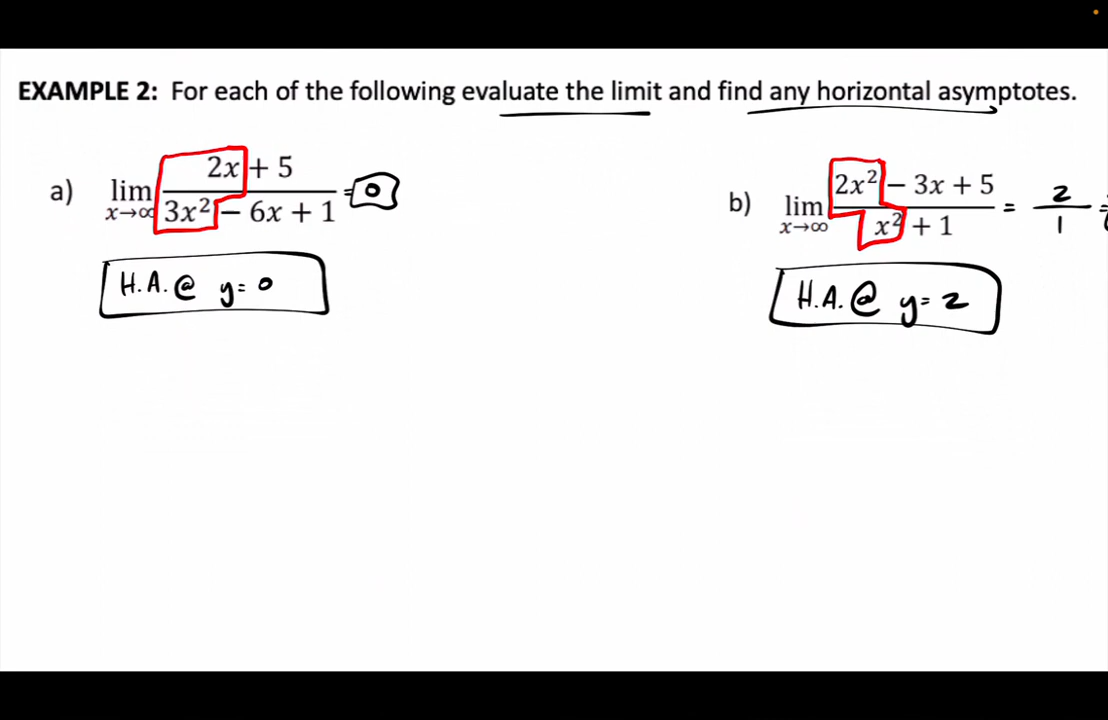 EXAMPLE 2: For each of the following evaluate the limit and find any horizontal asymptotes.
a) lim x→∞ (2x + 5)/(3x² − 6x + 1) = 0
H.A. @ y = 0
b) lim x→∞ (2x² − 3x + 5)/(x² + 1) = 2/1 =
H.A. @ y = 2